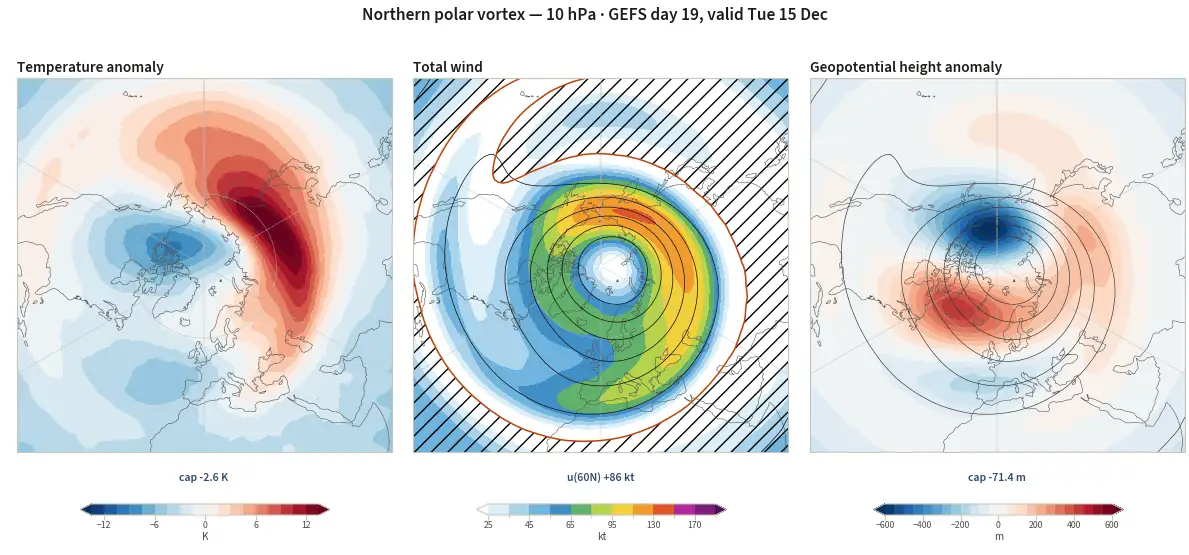 Northern polar vortex — 10 hPa · GEFS day 19, valid Tue 15 Dec
Temperature anomaly
Total wind
Geopotential height anomaly
cap -2.6 K
u(60N) +86 kt
cap -71.4 m
−12 −6 0 6 12
K
25 45 65 95 130 170
kt
−600 −400 −200 0 200 400 600
m